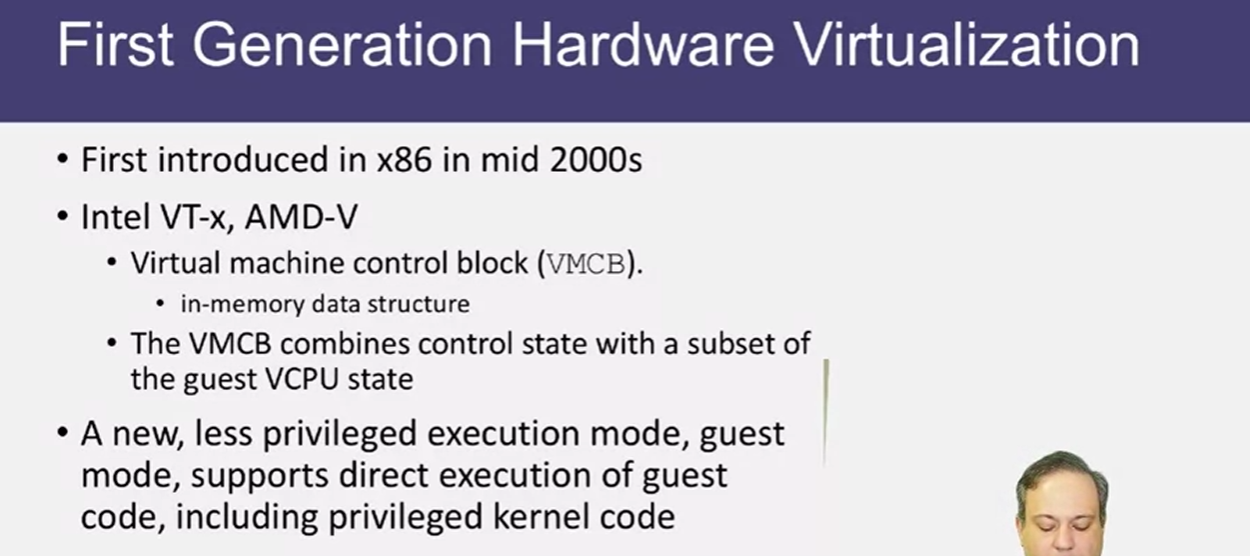 First Generation Hardware Virtualization
• First introduced in x86 in mid 2000s
• Intel VT-x, AMD-V
• Virtual machine control block (VMCB).
• in-memory data structure
• The VMCB combines control state with a subset of
the guest VCPU state
• A new, less privileged execution mode, guest
mode, supports direct execution of guest
code, including privileged kernel code